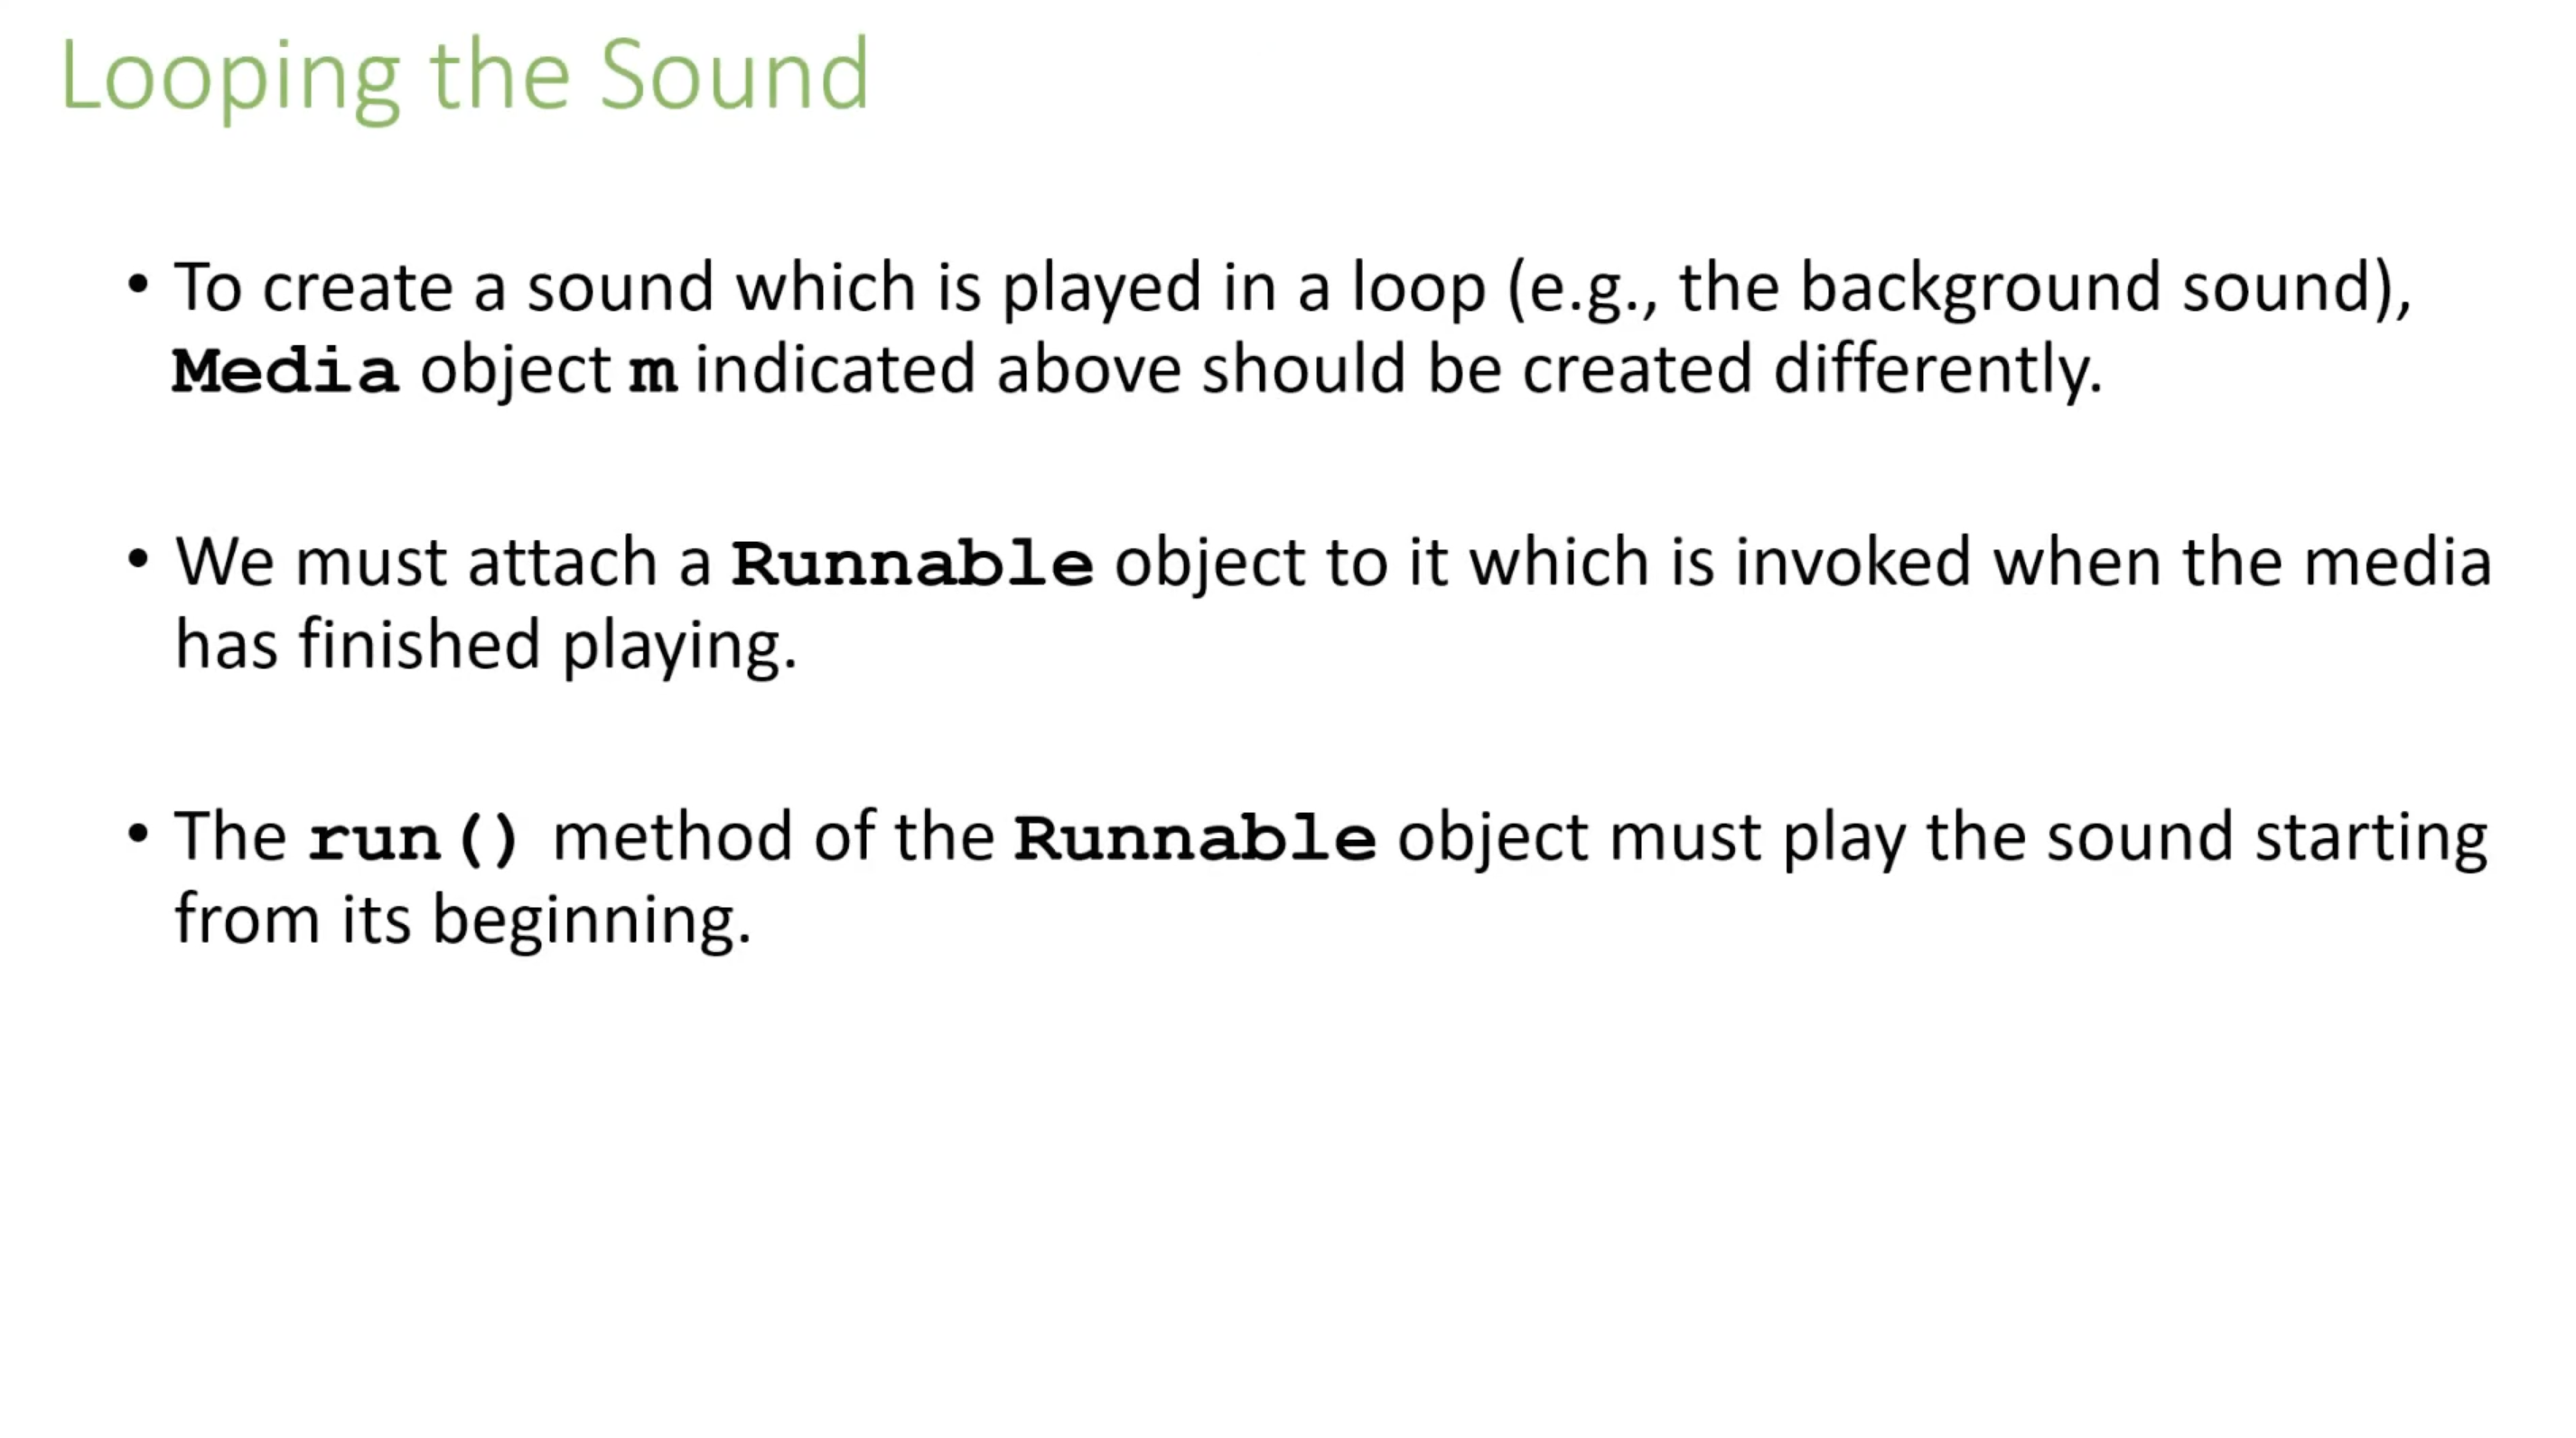 Looping the Sound
• To create a sound which is played in a loop (e.g., the background sound),
Media object m indicated above should be created differently.
• We must attach a Runnable object to it which is invoked when the media
has finished playing.
• The run() method of the Runnable object must play the sound starting
from its beginning.